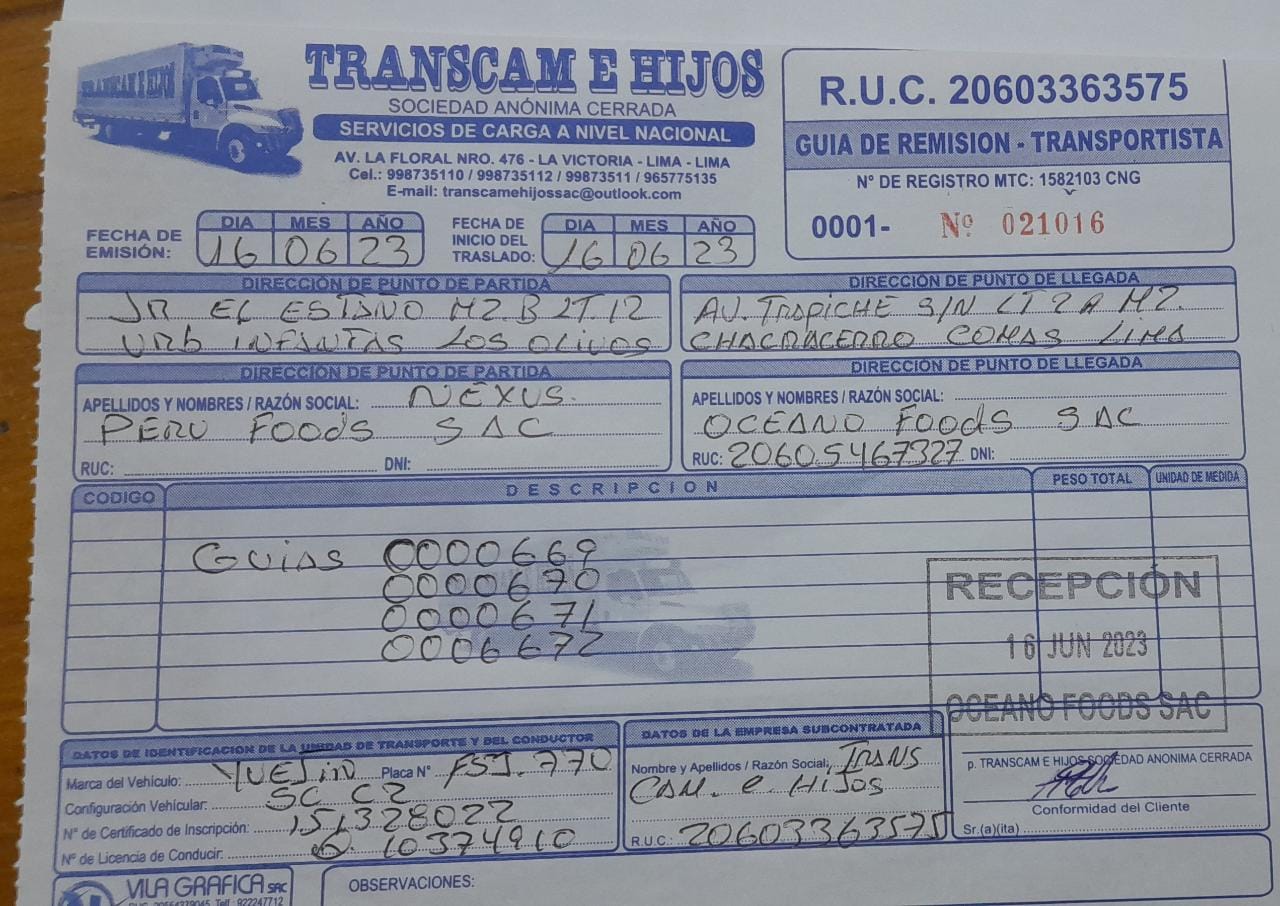 TRANSCAM E HIJOS
TRANSCAM E HIJOS
SOCIEDAD ANÓNIMA CERRADA
SERVICIOS DE CARGA A NIVEL NACIONAL
AV. LA FLORAL NRO. 476 - LA VICTORIA - LIMA - LIMA
Cel.: 998735110 / 998735112 / 99873511 / 965775135
E-mail: transcamehijossac@outlook.com
R.U.C. 20603363575
GUIA DE REMISION - TRANSPORTISTA
N° DE REGISTRO MTC: 1582103 CNG
0001- Nº 021016
FECHA DE EMISIÓN: DIA MES AÑO
16 06 23
FECHA DE INICIO DEL TRASLADO: DIA MES AÑO
16 06 23
DIRECCIÓN DE PUNTO DE PARTIDA
JR EL ESTAÑO MZ.B LT.12
URB INFANTAS LOS OLIVOS
DIRECCIÓN DE PUNTO DE LLEGADA
AV. TRAPICHE S/N LT 2A MZ.
CHACRACERRO COMAS LIMA
DIRECCIÓN DE PUNTO DE PARTIDA
APELLIDOS Y NOMBRES / RAZÓN SOCIAL: NEXUS.
PERU FOODS SAC
RUC: DNI:
DIRECCIÓN DE PUNTO DE LLEGADA
APELLIDOS Y NOMBRES / RAZÓN SOCIAL:
OCEANO FOODS SAC
RUC: 20605467327 DNI:
CODIGO DESCRIPCION PESO TOTAL UNIDAD DE MEDIDA
GUIAS 0000669
0000670
0000671
0006672
RECEPCIÓN
16 JUN 2023
OCEANO FOODS SAC
DATOS DE IDENTIFICACION DE LA UNIDAD DE TRANSPORTE Y DEL CONDUCTOR
Marca del Vehículo: YUEJIN Placa N° FSJ.770
Configuración Vehicular: SC C2
N° de Certificado de Inscripción: 151328022
Nº de Licencia de Conducir: Q. 10374910
DATOS DE LA EMPRESA SUBCONTRATADA
Nombre y Apellidos / Razón Social: TRANS
CAM. e. HIJOS
R.U.C.: 20603363575
p. TRANSCAM E HIJOS SOCIEDAD ANONIMA CERRADA
Conformidad del Cliente
Sr.(a)(ita)
VILA GRAFICA SAC
OBSERVACIONES: